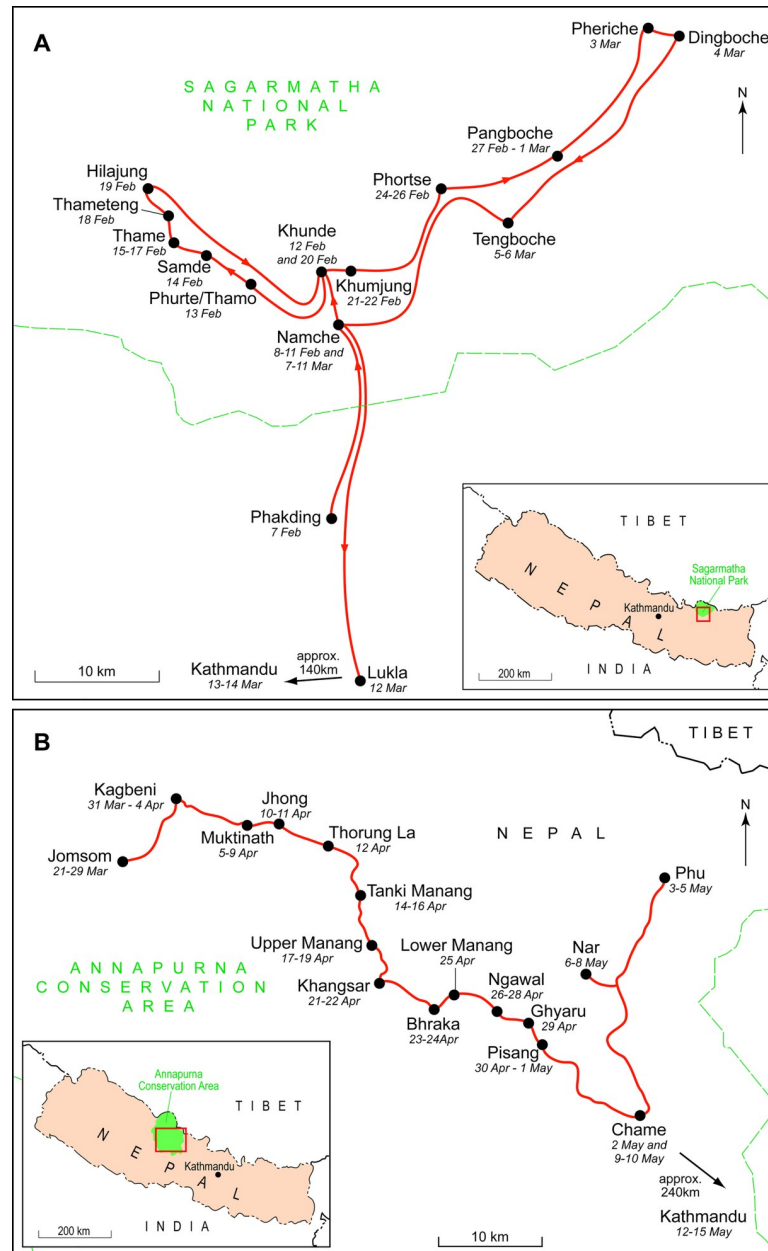 A
SAGARMATHA
NATIONAL
PARK
Pheriche
3 Mar
Dingboche
4 Mar
N
Pangboche
27 Feb - 1 Mar
Hilajung
19 Feb
Phortse
24-26 Feb
Thameteng
18 Feb
Khunde
12 Feb
and 20 Feb
Tengboche
5-6 Mar
Thame
15-17 Feb
Samde
14 Feb
Khumjung
21-22 Feb
Phurte/Thamo
13 Feb
Namche
8-11 Feb and
7-11 Mar
Phakding
7 Feb
TIBET
Sagarmatha
National Park
NEPAL
Kathmandu
INDIA
200 km
10 km
Kathmandu
13-14 Mar
approx.
140km
Lukla
12 Mar
B
TIBET
Kagbeni
31 Mar - 4 Apr
Jhong
10-11 Apr
N
NEPAL
Muktinath
5-9 Apr
Thorung La
12 Apr
Jomsom
21-29 Mar
Phu
3-5 May
Tanki Manang
14-16 Apr
Upper Manang
17-19 Apr
Lower Manang
25 Apr
Nar
6-8 May
ANNAPURNA
CONSERVATION
AREA
Khangsar
21-22 Apr
Ngawal
26-28 Apr
Bhraka
23-24Apr
Ghyaru
29 Apr
Pisang
30 Apr - 1 May
Annapurna
Conservation Area
TIBET
NEPAL
Kathmandu
INDIA
200 km
Chame
2 May and
9-10 May
approx.
240km
Kathmandu
12-15 May
10 km